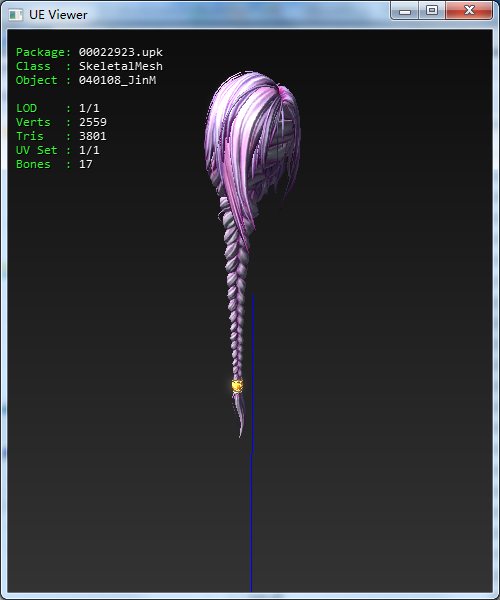 UE Viewer
Package: 00022923.upk
Class : SkeletalMesh
Object : 040108_JinM
LOD : 1/1
Verts : 2559
Tris : 3801
UV Set : 1/1
Bones : 17